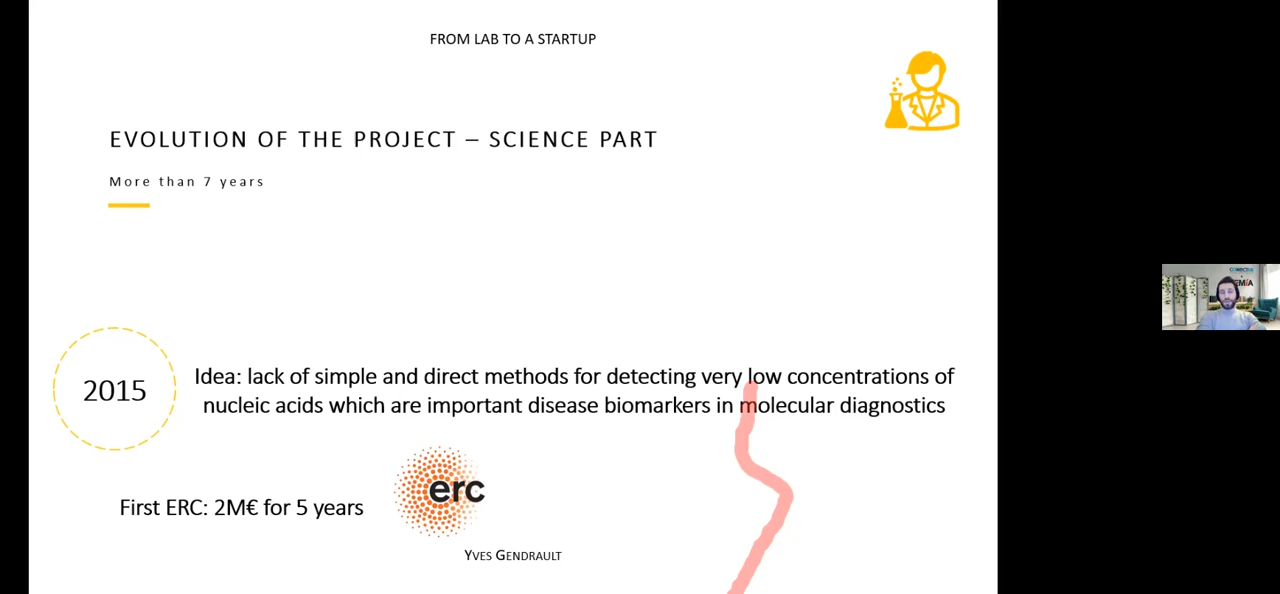 FROM LAB TO A STARTUP
EVOLUTION OF THE PROJECT – SCIENCE PART
More than 7 years
2015
Idea: lack of simple and direct methods for detecting very low concentrations of
nucleic acids which are important disease biomarkers in molecular diagnostics
First ERC: 2M€ for 5 years
erc
YVES GENDRAULT